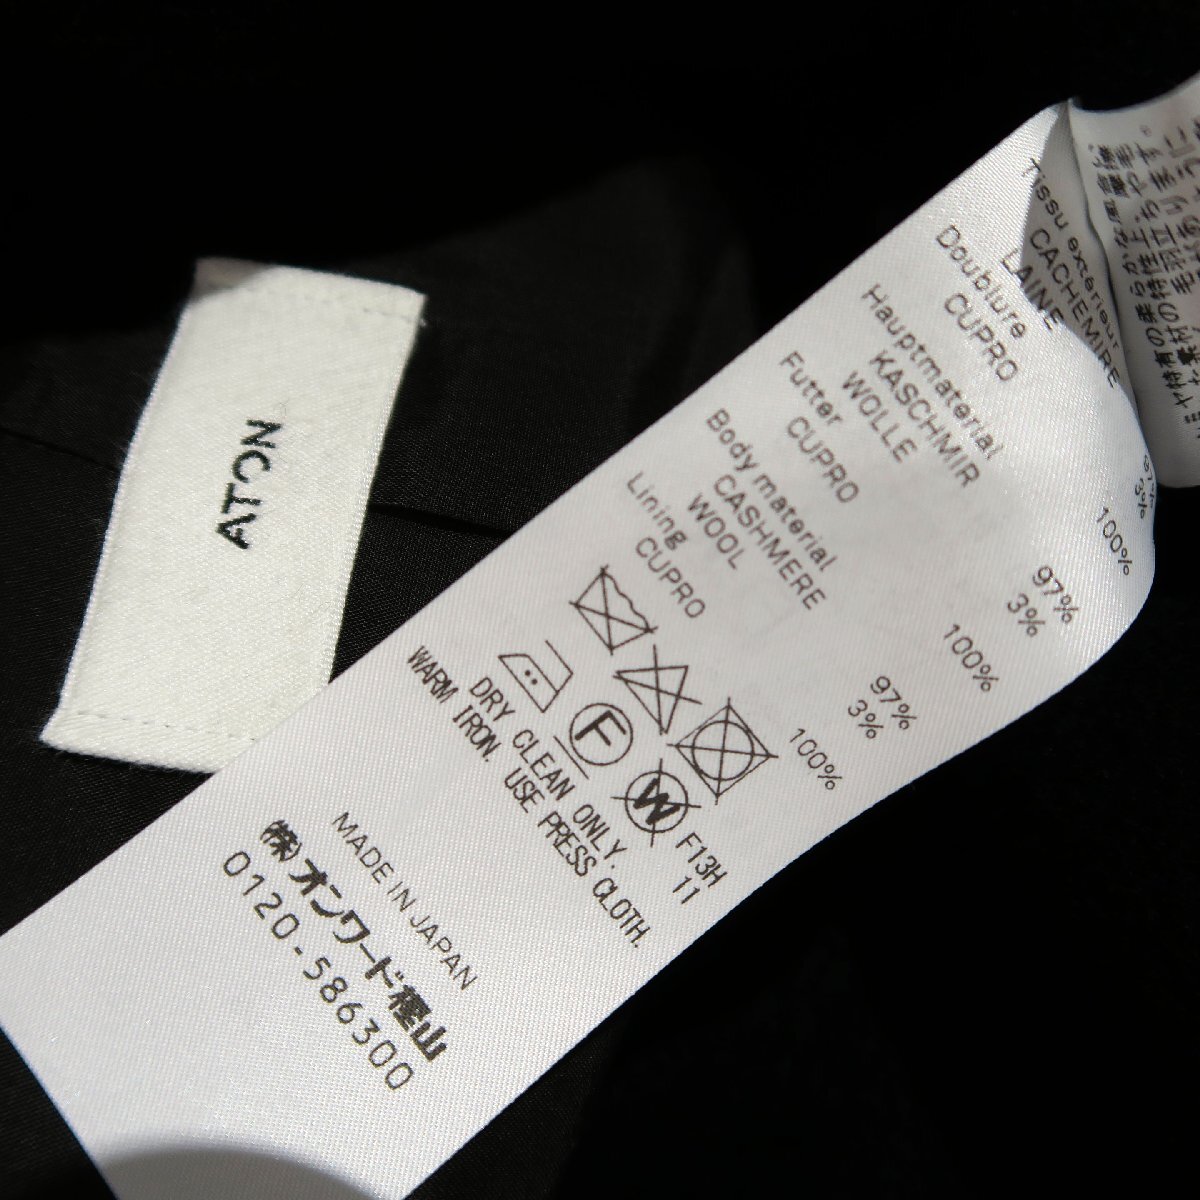 ATON
Tissu exterieur
CACHEMIRE 97%
LAINE 3%
Doublure
CUPRO 100%
Hauptmaterial
KASCHMIR 97%
WOLLE 3%
Futter
CUPRO 100%
Body material
CASHMERE 97%
WOOL 3%
Lining
CUPRO 100%
F
W
F13H
11
DRY CLEAN ONLY.
WARM IRON. USE PRESS CLOTH.
MADE IN JAPAN
(株)オンワード樫山
0120-586300